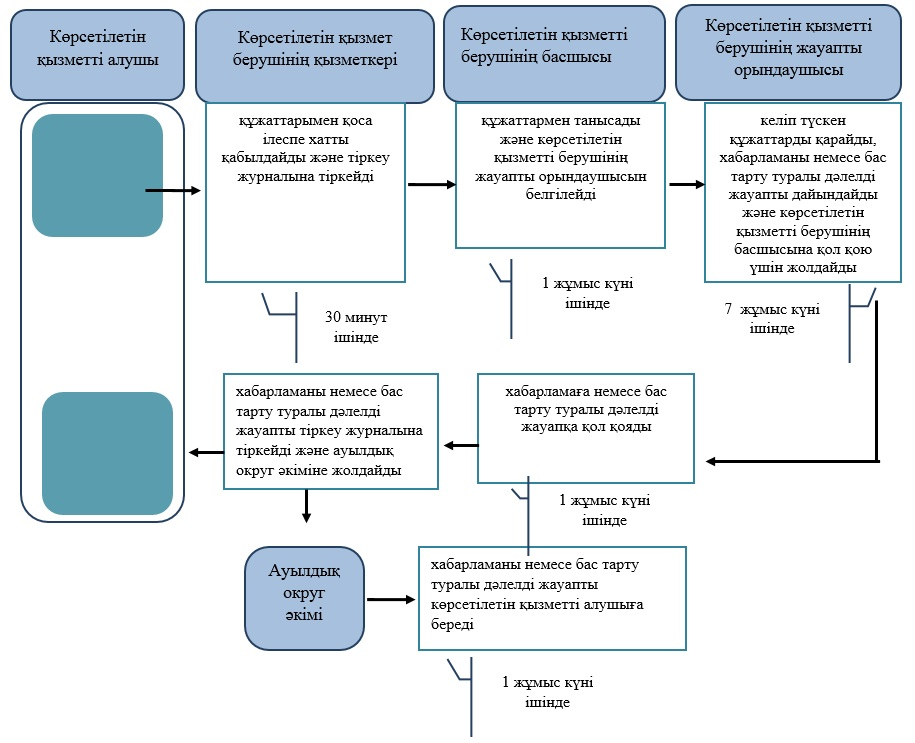 Көрсетілетін
қызметті алушы
Көрсетілетін қызмет
берушінің қызметкері
Көрсетілетін қызметті
берушінің басшысы
Көрсетілетін қызметті
берушінің жауапты
орындаушысы
құжаттарымен қоса
ілеспе хатты
қабылдайды және тіркеу
журналына тіркейді
құжаттармен танысады
және көрсетілетін
қызметті берушінің
жауапты орындаушысын
белгілейді
келіп түскен
құжаттарды қарайды,
хабарламаны немесе бас
тарту туралы дәлелді
жауапты дайындайды
және көрсетілетін
қызметті берушінің
басшысына қол қою
үшін жолдайды
30 минут
ішінде
1 жұмыс күні
ішінде
7 жұмыс күні
ішінде
хабарламаны немесе бас
тарту туралы дәлелді
жауапты тіркеу журналына
тіркейді және ауылдық
округ әкіміне жолдайды
хабарламаға немесе бас
тарту туралы дәлелді
жауапқа қол қояды
1 жұмыс күні
ішінде
Ауылдық
округ
әкімі
хабарламаны немесе бас тарту
туралы дәлелді жауапты
көрсетілетін қызметті алушыға
береді
1 жұмыс күні
ішінде